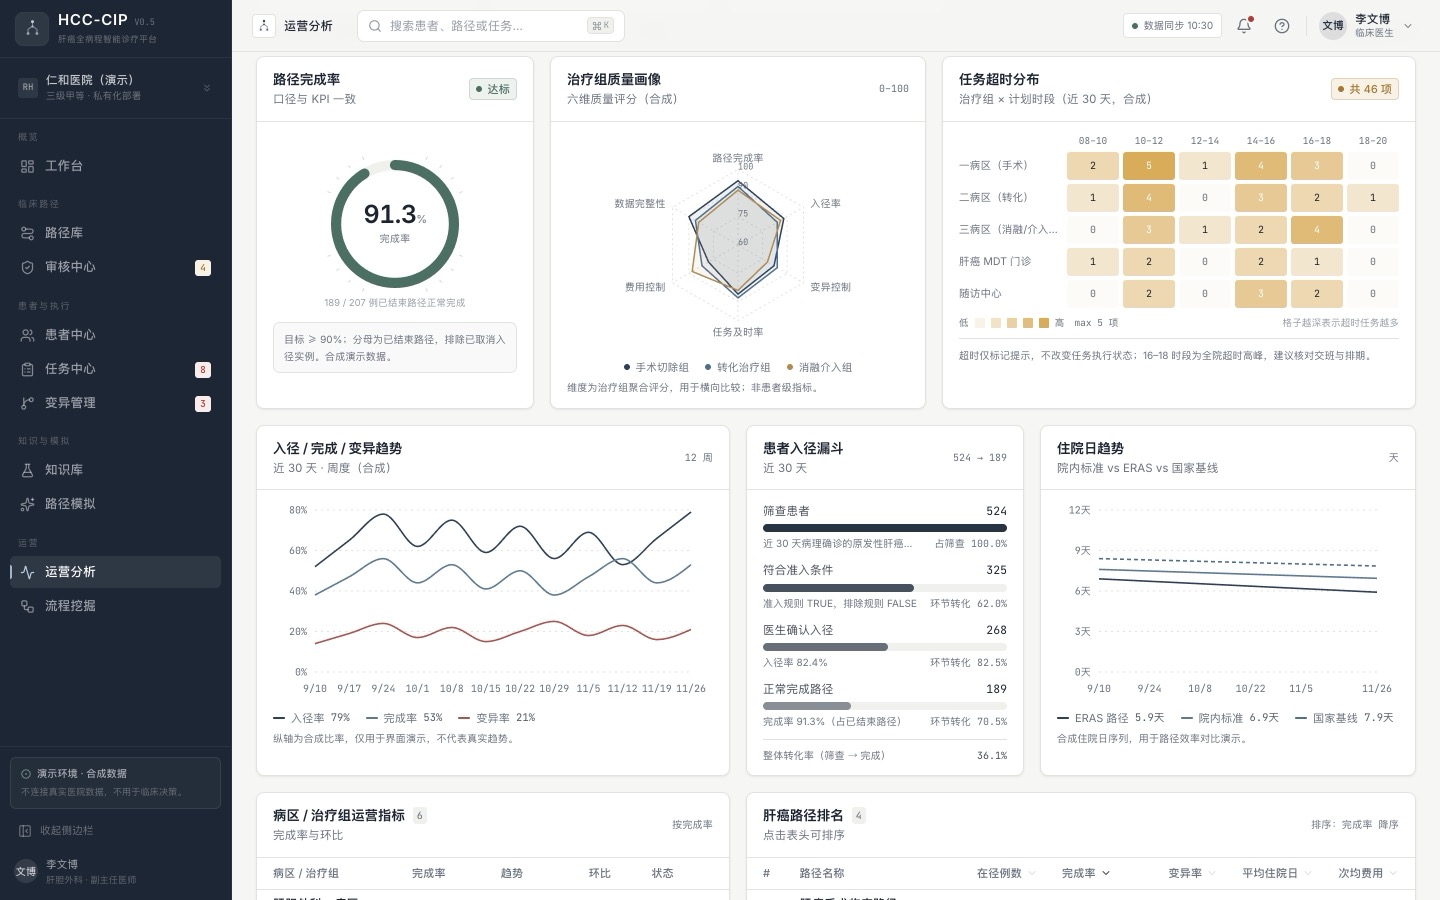 HCC-CIP V0.5
肝癌全病程智能诊疗平台
RH 仁和医院（演示）
三级甲等 · 私有化部署
概览
工作台
临床路径
路径库
审核中心 4
患者与执行
患者中心
任务中心 8
变异管理 3
知识与模拟
知识库
路径模拟
运营
运营分析
流程挖掘
演示环境 · 合成数据
不连接真实医院数据，不用于临床决策。
收起侧边栏
文博 李文博
肝胆外科 · 副主任医师
运营分析
搜索患者、路径或任务... ⌘K
数据同步 10:30
文博 李文博
临床医生
路径完成率
口径与 KPI 一致
达标
91.3%
完成率
189 / 207 例已结束路径正常完成
目标 ≥ 90%；分母为已结束路径，排除已取消入
径实例。合成演示数据。
治疗组质量画像
六维质量评分（合成）
0-100
路径完成率
100
90
75
60
数据完整性
入径率
费用控制
变异控制
任务及时率
手术切除组 转化治疗组 消融介入组
维度为治疗组聚合评分，用于横向比较；非患者级指标。
任务超时分布
治疗组 × 计划时段（近 30 天，合成）
共 46 项
08-10 10-12 12-14 14-16 16-18 18-20
一病区（手术） 2 5 1 4 3 0
二病区（转化） 1 4 0 3 2 1
三病区（消融/介入... 0 3 1 2 4 0
肝癌 MDT 门诊 1 2 0 2 1 0
随访中心 0 2 0 3 2 0
低 高 max 5 项
格子越深表示超时任务越多
超时仅标记提示，不改变任务执行状态；16–18 时段为全院超时高峰，建议核对交班与排期。
入径 / 完成 / 变异趋势
近 30 天 · 周度（合成）
12 周
80%
60%
40%
20%
0%
9/10 9/17 9/24 10/1 10/8 10/15 10/22 10/29 11/5 11/12 11/19 11/26
入径率 79% 完成率 53% 变异率 21%
纵轴为合成比率，仅用于界面演示，不代表真实趋势。
患者入径漏斗
近 30 天
524 → 189
筛查患者 524
近 30 天病理确诊的原发性肝癌... 占筛查 100.0%
符合准入条件 325
准入规则 TRUE，排除规则 FALSE 环节转化 62.0%
医生确认入径 268
入径率 82.4% 环节转化 82.5%
正常完成路径 189
完成率 91.3%（占已结束路径） 环节转化 70.5%
整体转化率（筛查 → 完成） 36.1%
住院日趋势
院内标准 vs ERAS vs 国家基线
天
12天
9天
6天
3天
0天
9/10 9/24 10/8 10/22 11/5 11/26
ERAS 路径 5.9天 院内标准 6.9天 国家基线 7.9天
合成住院日序列，用于路径效率对比演示。
病区 / 治疗组运营指标 6
完成率与环比
按完成率
病区 / 治疗组 完成率 趋势 环比 状态
肝癌路径排名 4
点击表头可排序
排序: 完成率 降序
# 路径名称 在径例数 完成率 变异率 平均住院日 次均费用